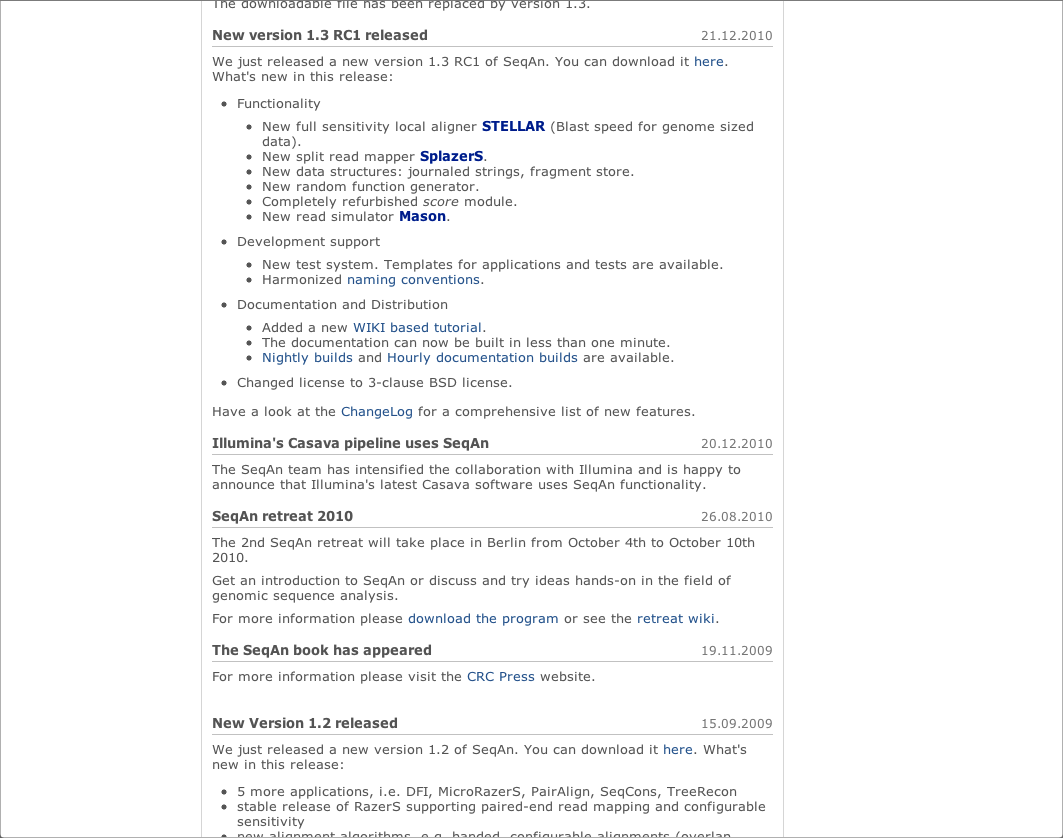 The downloadable file has been replaced by version 1.3.
New version 1.3 RC1 released 21.12.2010
We just released a new version 1.3 RC1 of SeqAn. You can download it here.
What's new in this release:
Functionality
New full sensitivity local aligner STELLAR (Blast speed for genome sized
data).
New split read mapper SplazerS.
New data structures: journaled strings, fragment store.
New random function generator.
Completely refurbished score module.
New read simulator Mason.
Development support
New test system. Templates for applications and tests are available.
Harmonized naming conventions.
Documentation and Distribution
Added a new WIKI based tutorial.
The documentation can now be built in less than one minute.
Nightly builds and Hourly documentation builds are available.
Changed license to 3-clause BSD license.
Have a look at the ChangeLog for a comprehensive list of new features.
Illumina's Casava pipeline uses SeqAn 20.12.2010
The SeqAn team has intensified the collaboration with Illumina and is happy to
announce that Illumina's latest Casava software uses SeqAn functionality.
SeqAn retreat 2010 26.08.2010
The 2nd SeqAn retreat will take place in Berlin from October 4th to October 10th
2010.
Get an introduction to SeqAn or discuss and try ideas hands-on in the field of
genomic sequence analysis.
For more information please download the program or see the retreat wiki.
The SeqAn book has appeared 19.11.2009
For more information please visit the CRC Press website.
New Version 1.2 released 15.09.2009
We just released a new version 1.2 of SeqAn. You can download it here. What's
new in this release:
5 more applications, i.e. DFI, MicroRazerS, PairAlign, SeqCons, TreeRecon
stable release of RazerS supporting paired-end read mapping and configurable
sensitivity
new alignment algorithms, e.g. banded, configurable alignments (overlap,